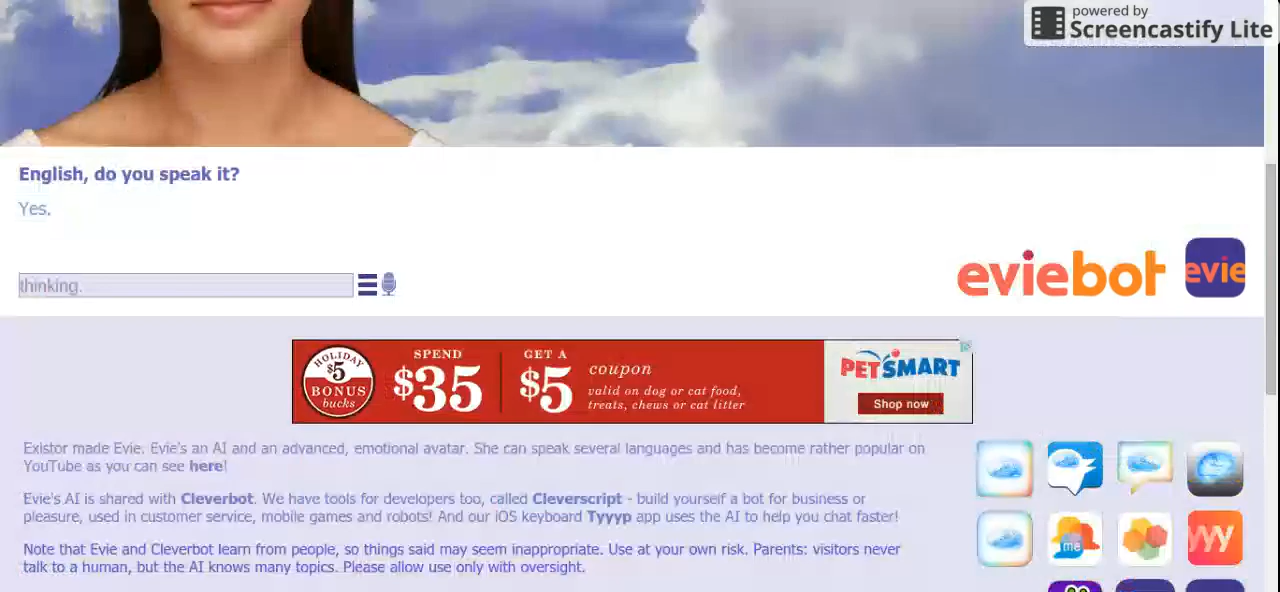 powered by
Screencastify Lite
English, do you speak it?
Yes.
thinking.
eviebot
evie
HOLIDAY
$5
BONUS
bucks
SPEND
$35
GET A
$5
coupon
valid on dog or cat food,
treats, chews or cat litter
PETSMART
Shop now
Existor made Evie. Evie's an AI and an advanced, emotional avatar. She can speak several languages and has become rather popular on
YouTube as you can see here!
Evie's AI is shared with Cleverbot. We have tools for developers too, called Cleverscript - build yourself a bot for business or
pleasure, used in customer service, mobile games and robots! And our iOS keyboard Tyyyp app uses the AI to help you chat faster!
Note that Evie and Cleverbot learn from people, so things said may seem inappropriate. Use at your own risk. Parents: visitors never
talk to a human, but the AI knows many topics. Please allow use only with oversight.
me
yyy